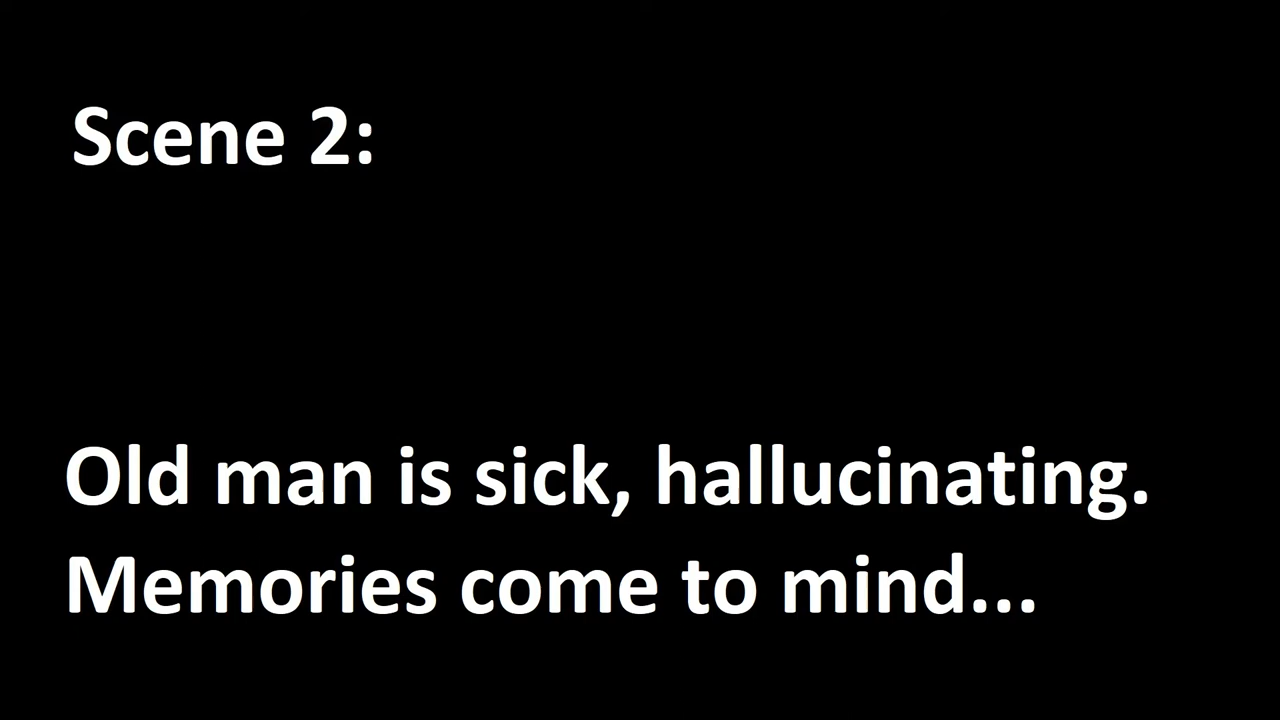 Scene 2:
Old man is sick, hallucinating.
Memories come to mind...